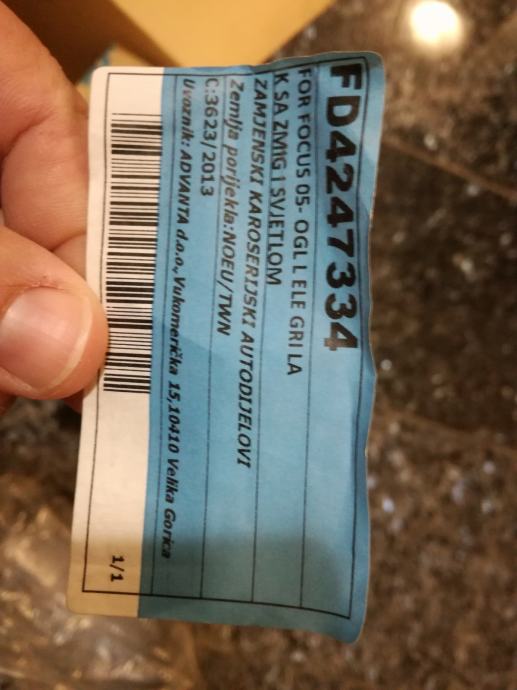 FD4247334
FOR FOCUS 05- OGL L ELE GRI LA
K SA ZMIG I SVJETLOM
ZAMJENSKI KAROSERIJSKI AUTODIJELOVI
Zemlja porijekla:NOEU/TWN
C:3623/2013
Uvoznik: ADVANTA d.o.o.,Vukomerička 15,10410 Velika Gorica
1/1